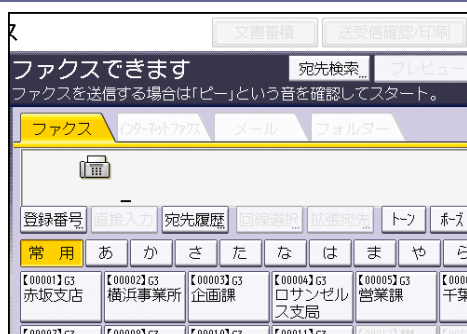 文書蓄積 送受信確認/印刷
ファクスできます 宛先検索 プレビュー
ファクスを送信する場合は「ピー」という音を確認してスタート。
ファクス インターネットファクス メール フォルダー
登録番号 直接入力 宛先履歴 回線選択 拡張宛先 トーン ポーズ
常用 あ か さ た な は ま や ら
【00001】G3 【00002】G3 【00003】G3 【00004】G3 【00005】G3
赤坂支店 横浜事業所 企画課 ロサンゼル 営業課 千葉
ス支局